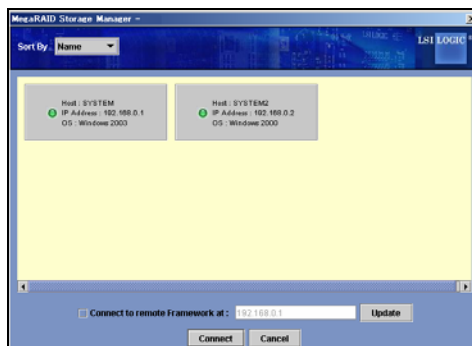 MegaRAID Storage Manager -
Sort By: Name
LSI LOGIC
Host : SYSTEM
IP Address : 192.168.0.1
OS : Windows 2003
Host : SYSTEM2
IP Address : 192.168.0.2
OS : Windows 2000
Connect to remote Framework at : 192.168.0.1 Update
Connect Cancel